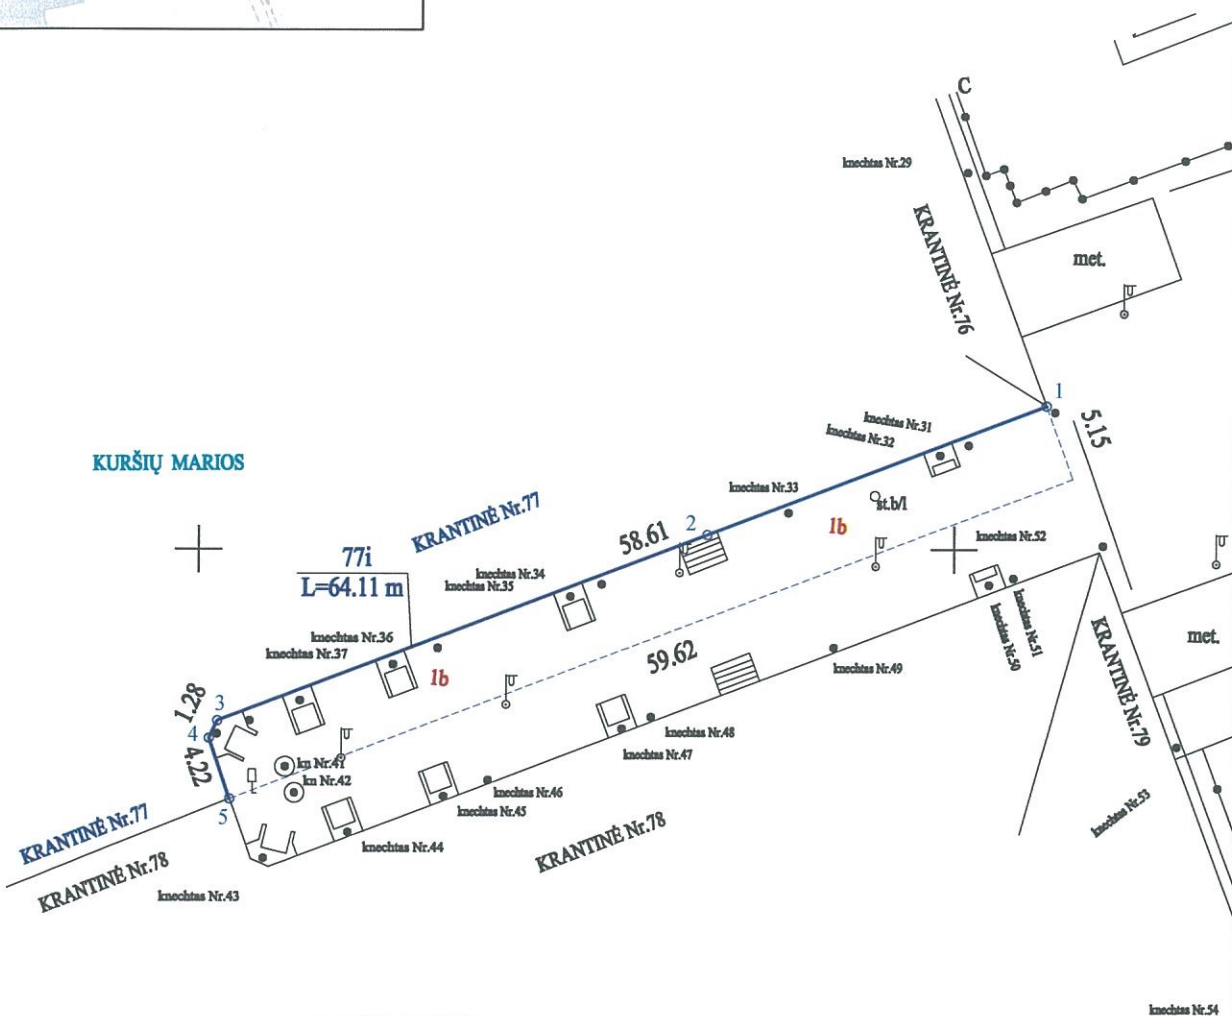 C
knechtas Nr.29
KRANTINĖ Nr.76
met.
1
5.15
knechtas Nr.31
knechtas Nr.32
KURŠIŲ MARIOS
knechtas Nr.33
st.b/l
1b
KRANTINĖ Nr.77
2
58.61
knechtas Nr.52
77i
L=64.11 m
knechtas Nr.34
knechtas Nr.35
knechtas Nr.36
knechtas Nr.37
1b
59.62
knechtas Nr.49
knechtas Nr.50
knechtas Nr.51
KRANTINĖ Nr.79
met.
1.28
3
4
4.22
5
kn Nr.41
kn Nr.42
knechtas Nr.48
knechtas Nr.47
knechtas Nr.46
knechtas Nr.45
knechtas Nr.44
KRANTINĖ Nr.77
KRANTINĖ Nr.78
knechtas Nr.43
KRANTINĖ Nr.78
knechtas Nr.53
knechtas Nr.54